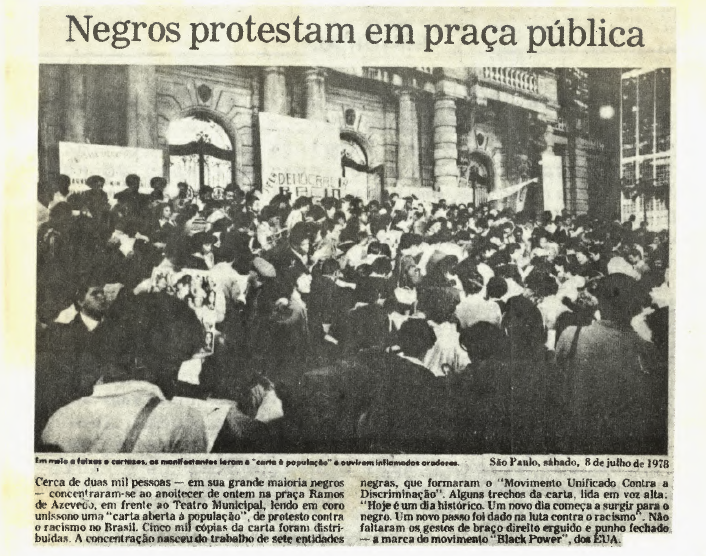 Negros protestam em praça pública
DEMOCRACIA
RACIAL
Em meio a faixas e cartazes, os manifestantes leram a "carta à população" e ouviram inflamados oradores.
São Paulo, sábado, 8 de julho de 1978
Cerca de duas mil pessoas — em sua grande maioria negros
— concentraram-se ao anoitecer de ontem na praça Ramos
de Azevedo, em frente ao Teatro Municipal, lendo em coro
uníssono uma "carta aberta à população", de protesto contra
o racismo no Brasil. Cinco mil cópias da carta foram distri-
buídas. A concentração nasceu do trabalho de sete entidades
negras, que formaram o "Movimento Unificado Contra a
Discriminação". Alguns trechos da carta, lida em voz alta:
"Hoje é um dia histórico. Um novo dia começa a surgir para o
negro. Um novo passo foi dado na luta contra o racismo". Não
faltaram os gestos de braço direito erguido e punho fechado
— a marca do movimento "Black Power", dos EUA.